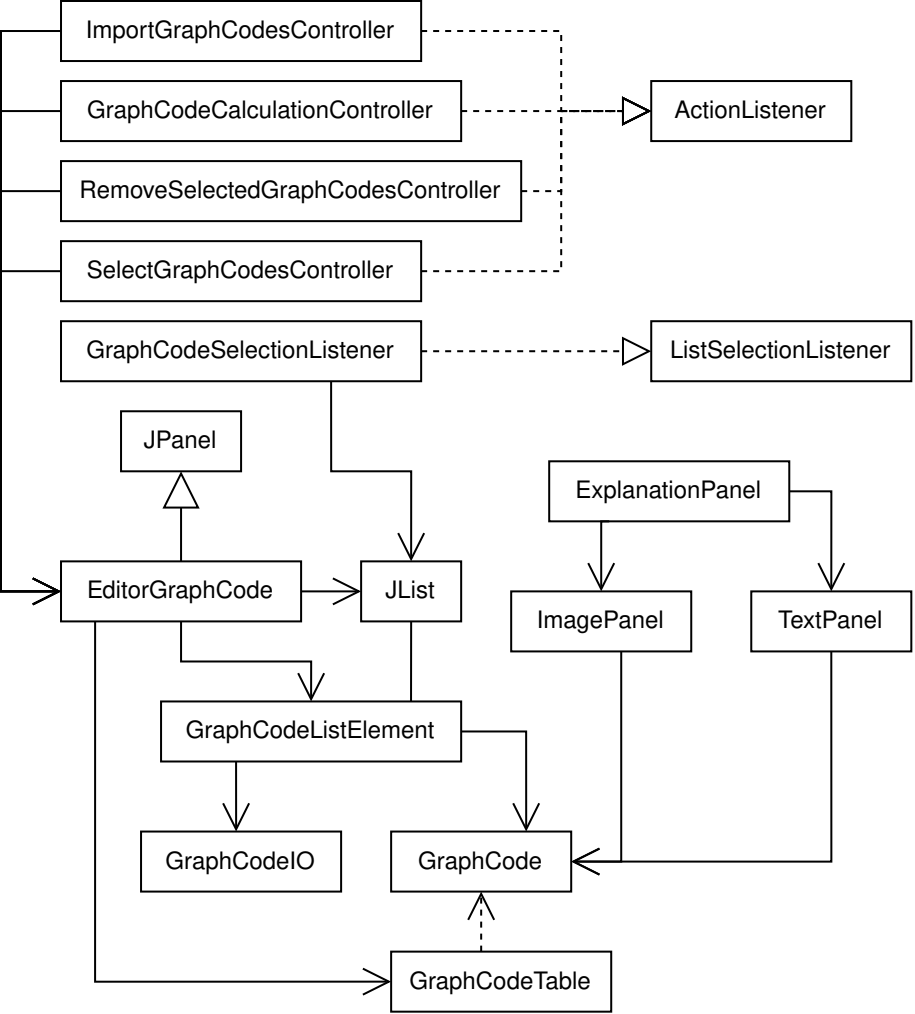 ImportGraphCodesController
GraphCodeCalculationController
ActionListener
RemoveSelectedGraphCodesController
SelectGraphCodesController
GraphCodeSelectionListener
ListSelectionListener
JPanel
ExplanationPanel
EditorGraphCode
JList
ImagePanel
TextPanel
GraphCodeListElement
GraphCodeIO
GraphCode
GraphCodeTable